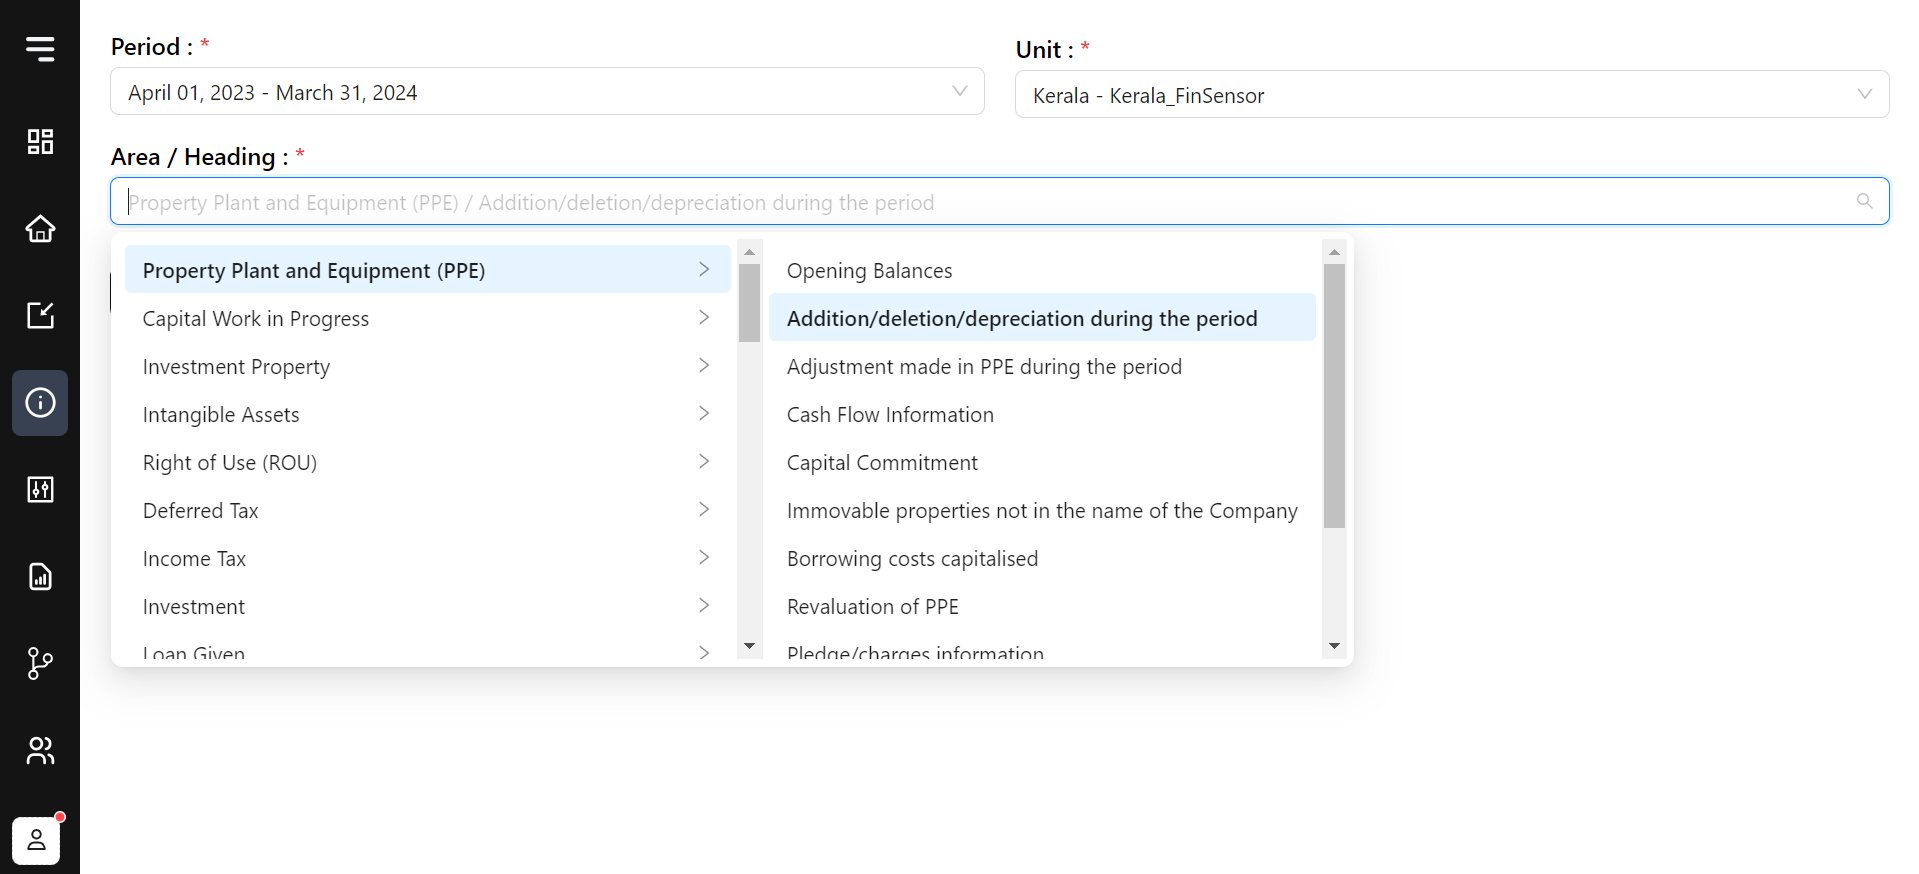 Period : *
Unit : *
April 01, 2023 - March 31, 2024
Kerala - Kerala_FinSensor
Area / Heading : *
Property Plant and Equipment (PPE) / Addition/deletion/depreciation during the period
Property Plant and Equipment (PPE)
Capital Work in Progress
Investment Property
Intangible Assets
Right of Use (ROU)
Deferred Tax
Income Tax
Investment
Loan Given
Opening Balances
Addition/deletion/depreciation during the period
Adjustment made in PPE during the period
Cash Flow Information
Capital Commitment
Immovable properties not in the name of the Company
Borrowing costs capitalised
Revaluation of PPE
Pledge/charges information